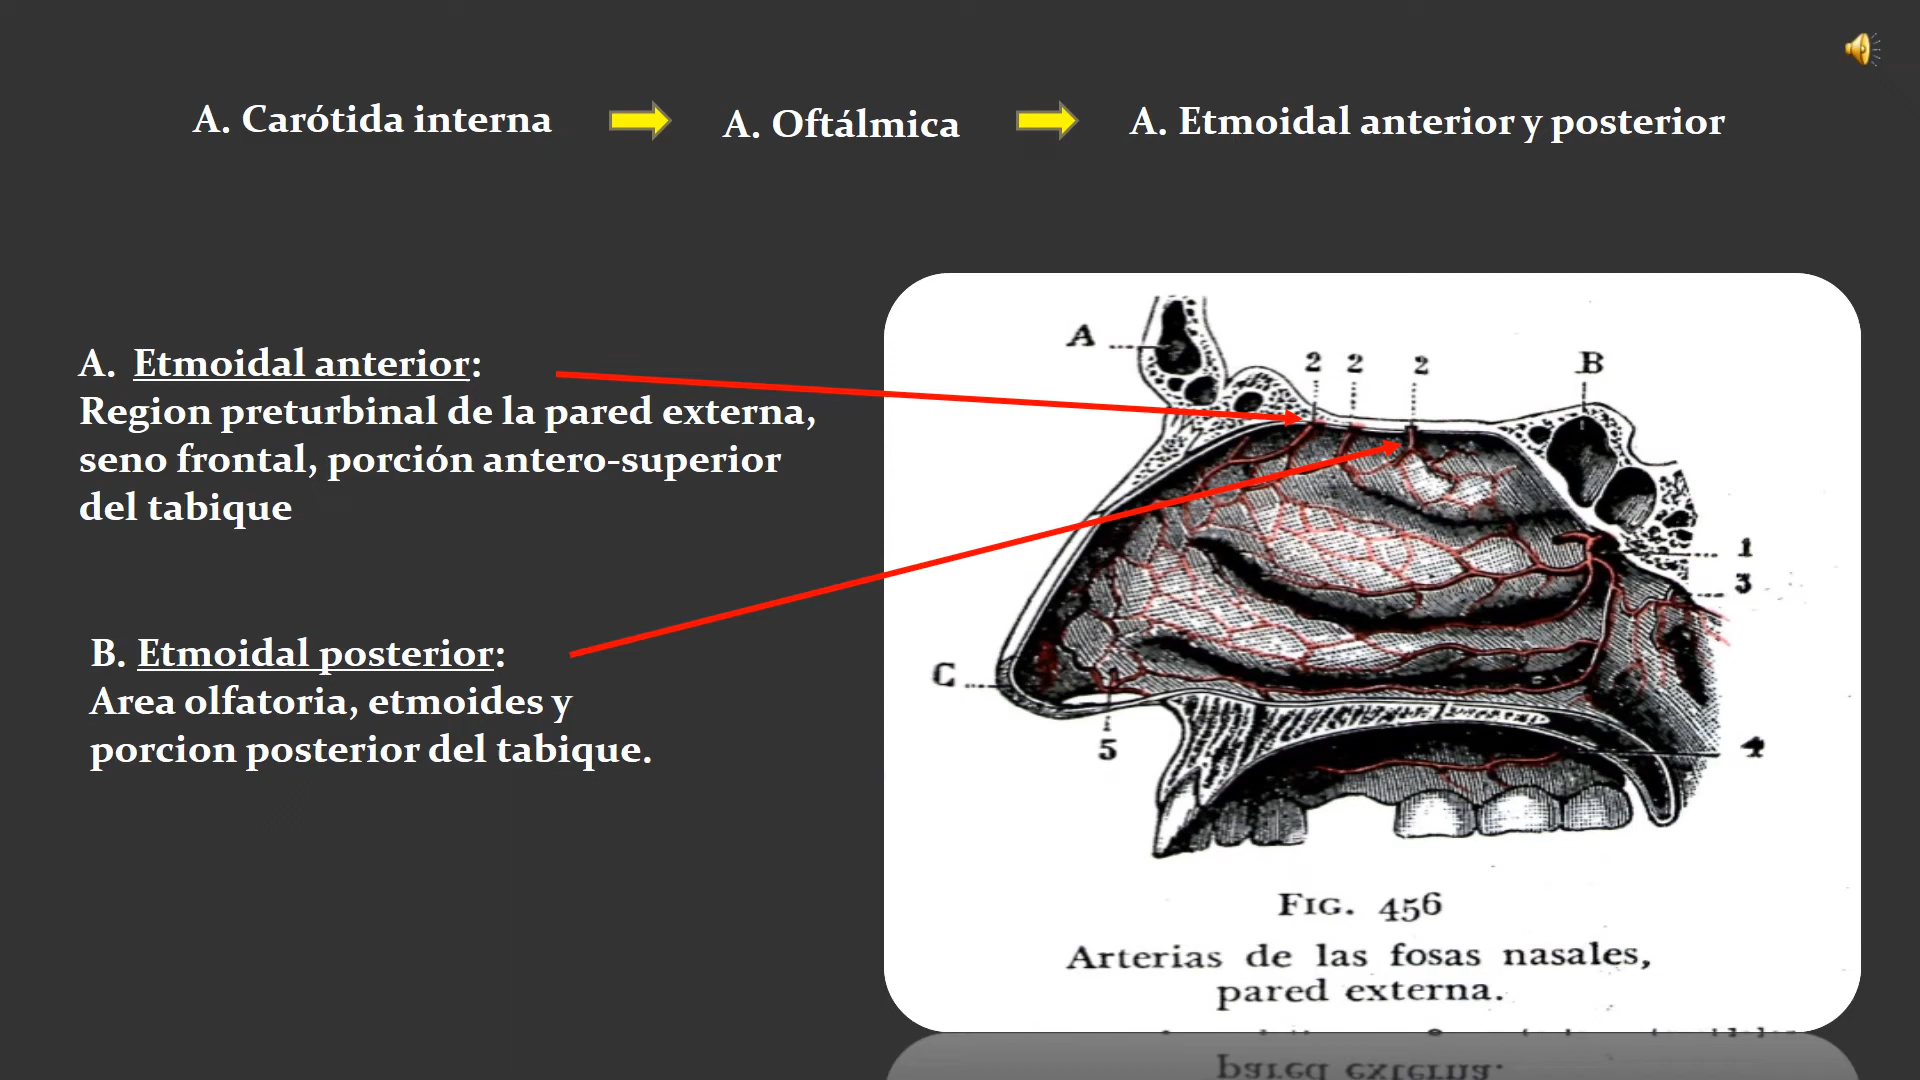 A. Carótida interna
A. Oftálmica
A. Etmoidal anterior y posterior
A. Etmoidal anterior:
Region preturbinal de la pared externa,
seno frontal, porción antero-superior
del tabique
B. Etmoidal posterior:
Area olfatoria, etmoides y
porcion posterior del tabique.
A
2 2 2
B
1
3
C
5
4
FIG. 456
Arterias de las fosas nasales,
pared externa.